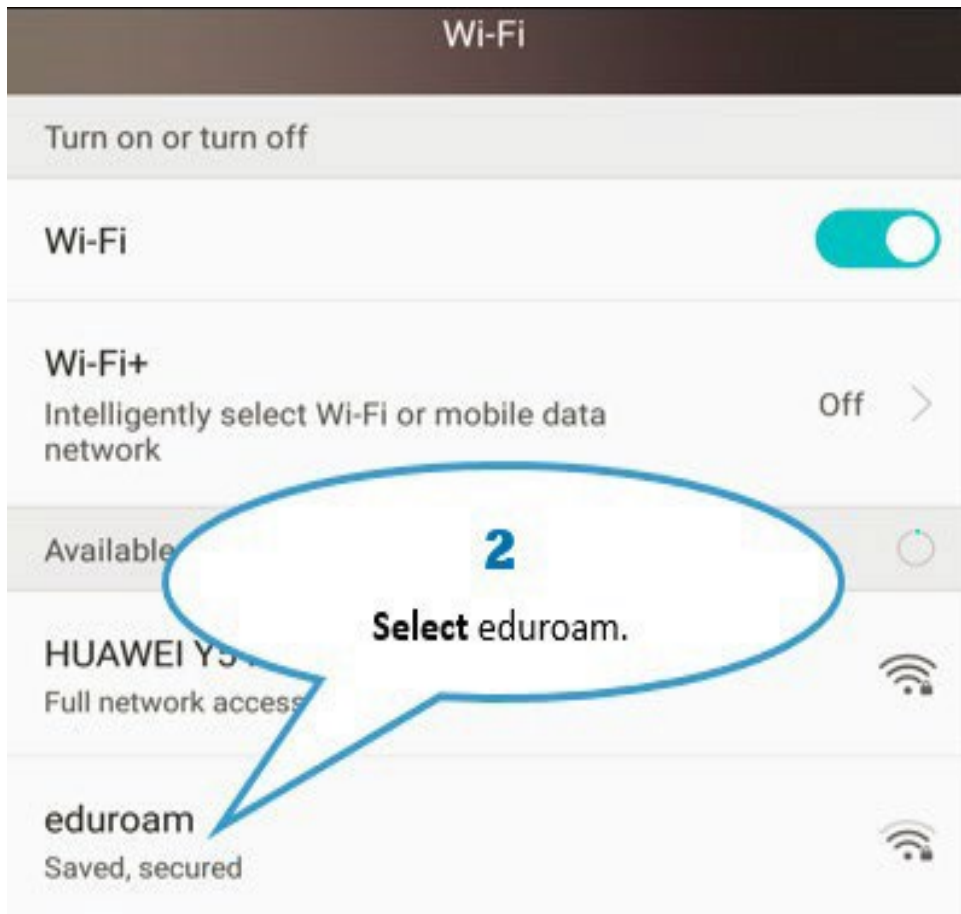 Wi-Fi
Turn on or turn off
Wi-Fi
Wi-Fi+
Intelligently select Wi-Fi or mobile data
network
Off
Available
2
Select eduroam.
HUAWEI
Full network access
eduroam
Saved, secured